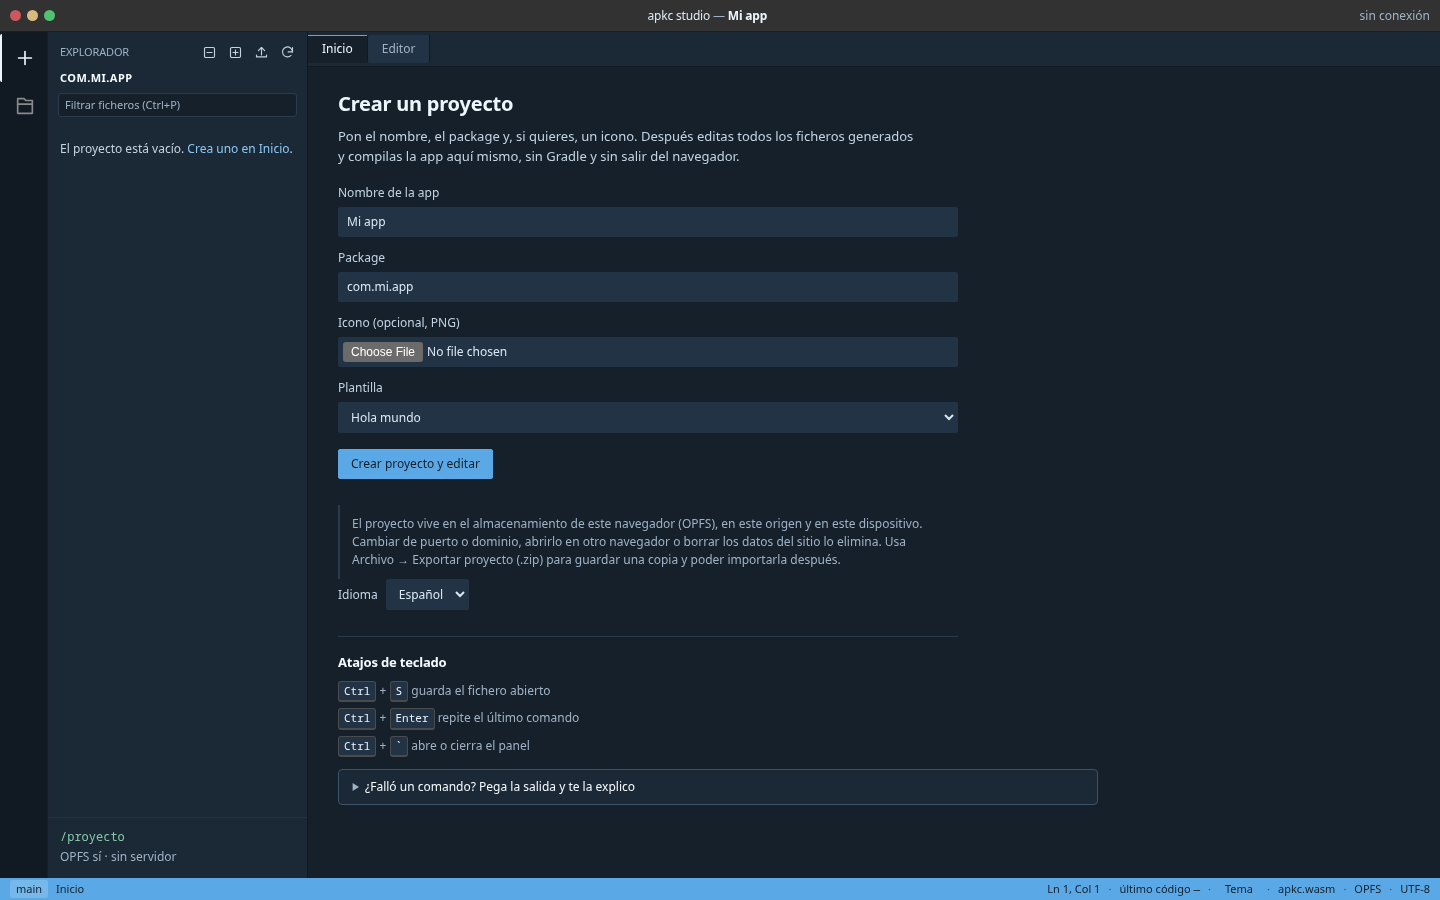 apkc studio — Mi app
sin conexión
EXPLORADOR
COM.MI.APP
Filtrar ficheros (Ctrl+P)
El proyecto está vacío. Crea uno en Inicio.
/proyecto
OPFS sí · sin servidor
Inicio
Editor
Crear un proyecto
Pon el nombre, el package y, si quieres, un icono. Después editas todos los ficheros generados
y compilas la app aquí mismo, sin Gradle y sin salir del navegador.
Nombre de la app
Mi app
Package
com.mi.app
Icono (opcional, PNG)
Choose File No file chosen
Plantilla
Hola mundo
Crear proyecto y editar
El proyecto vive en el almacenamiento de este navegador (OPFS), en este origen y en este dispositivo.
Cambiar de puerto o dominio, abrirlo en otro navegador o borrar los datos del sitio lo elimina. Usa
Archivo → Exportar proyecto (.zip) para guardar una copia y poder importarla después.
Idioma Español
Atajos de teclado
Ctrl + S guarda el fichero abierto
Ctrl + Enter repite el último comando
Ctrl + ` abre o cierra el panel
¿Falló un comando? Pega la salida y te la explico
main Inicio
Ln 1, Col 1 · último código — · Tema · apkc.wasm · OPFS · UTF-8